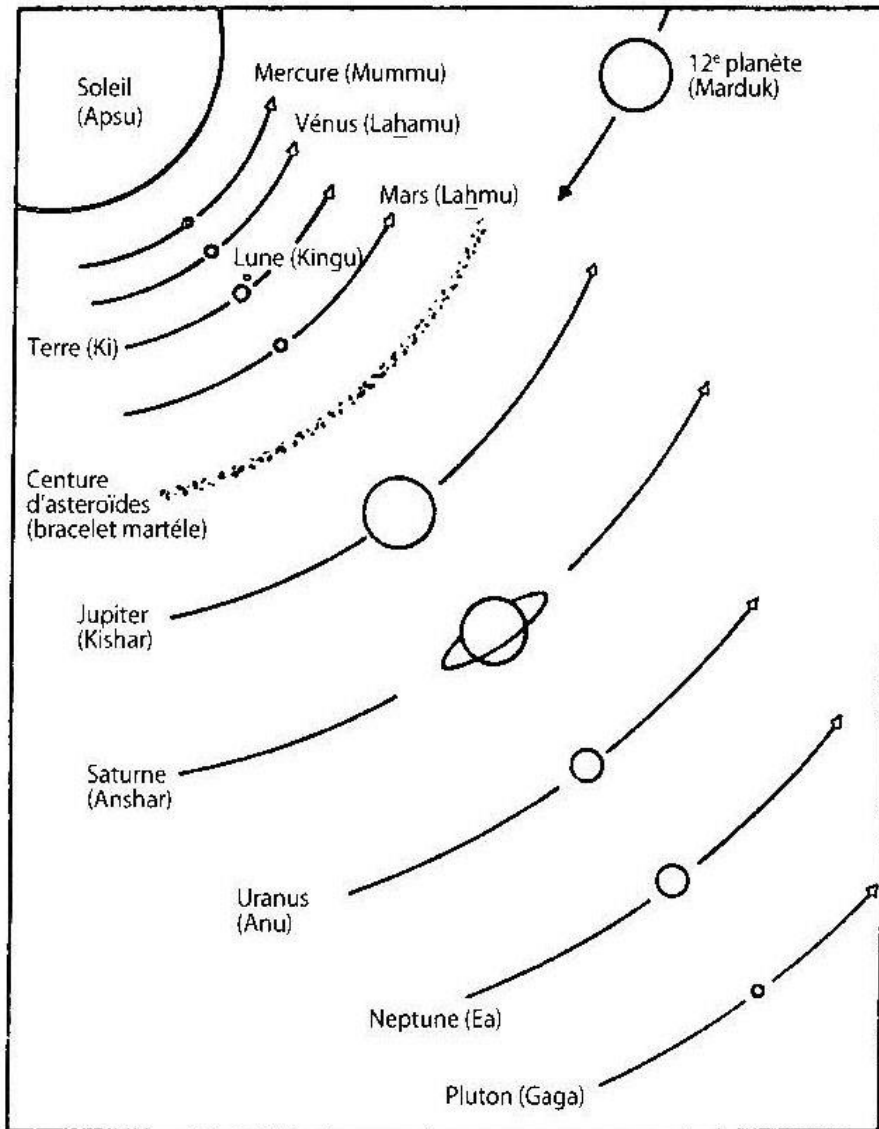 Soleil
(Apsu)
Mercure (Mummu)
Vénus (Lahamu)
12e planète
(Marduk)
Mars (Lahmu)
Lune (Kingu)
Terre (Ki)
Centure
d'asteroïdes
(bracelet martéle)
Jupiter
(Kishar)
Saturne
(Anshar)
Uranus
(Anu)
Neptune (Ea)
Pluton (Gaga)